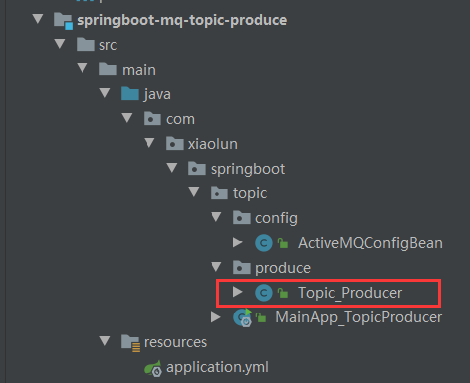 springboot-mq-topic-produce
src
main
java
com
xiaolun
springboot
topic
config
ActiveMQConfigBean
produce
Topic_Producer
MainApp_TopicProducer
resources
application.yml